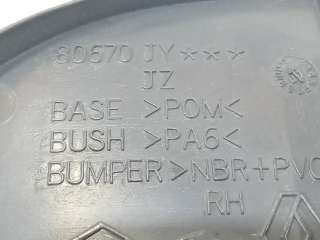 80670 JY***
JZ
BASE >POM<
BUSH >PA6<
BUMPER >NBR+PVC
RH